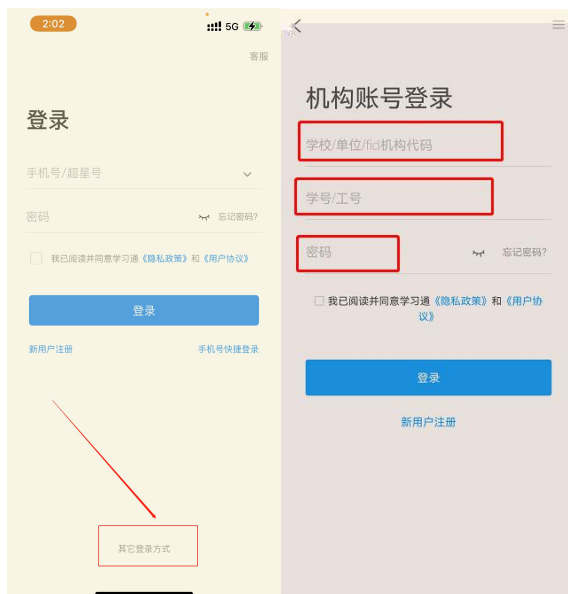 2:02
5G
客服
登录
手机号/超星号
密码
忘记密码?
我已阅读并同意学习通《隐私政策》和《用户协议》
登录
新用户注册
手机号快捷登录
其它登录方式
机构账号登录
学校/单位/fid机构代码
学号/工号
密码
忘记密码?
我已阅读并同意学习通《隐私政策》和《用户协
议》
登录
新用户注册